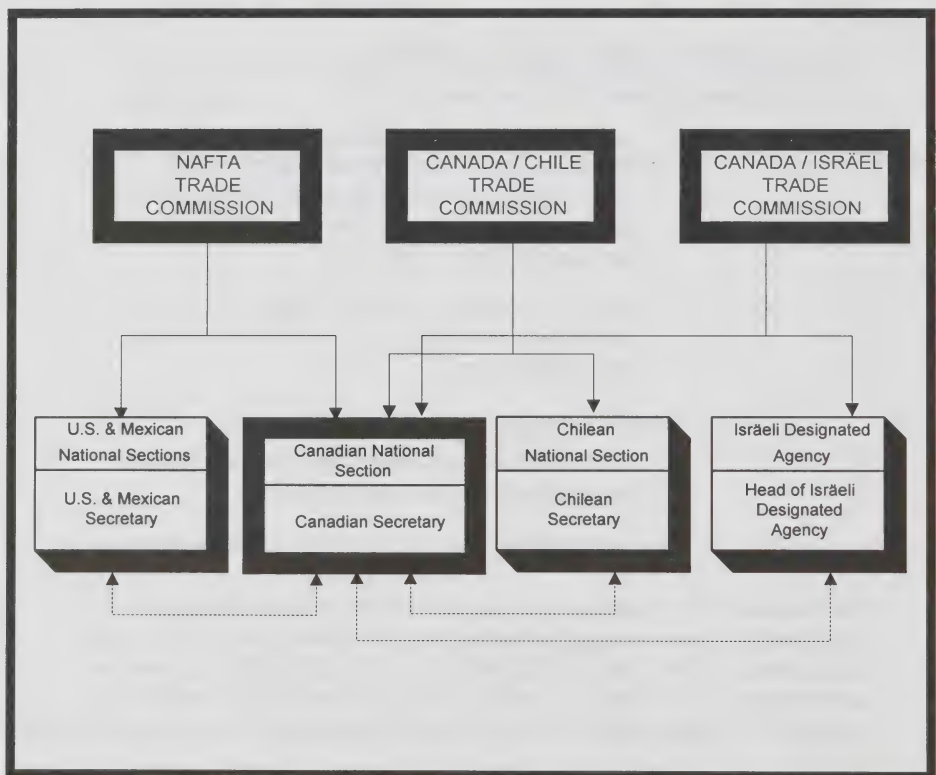 NAFTA
TRADE
COMMISSION
CANADA / CHILE
TRADE
COMMISSION
CANADA / ISRÄEL
TRADE
COMMISSION
U.S. & Mexican
National Sections
U.S. & Mexican
Secretary
Canadian National
Section
Canadian Secretary
Chilean
National Section
Chilean
Secretary
Isräeli Designated
Agency
Head of Isräeli
Designated
Agency